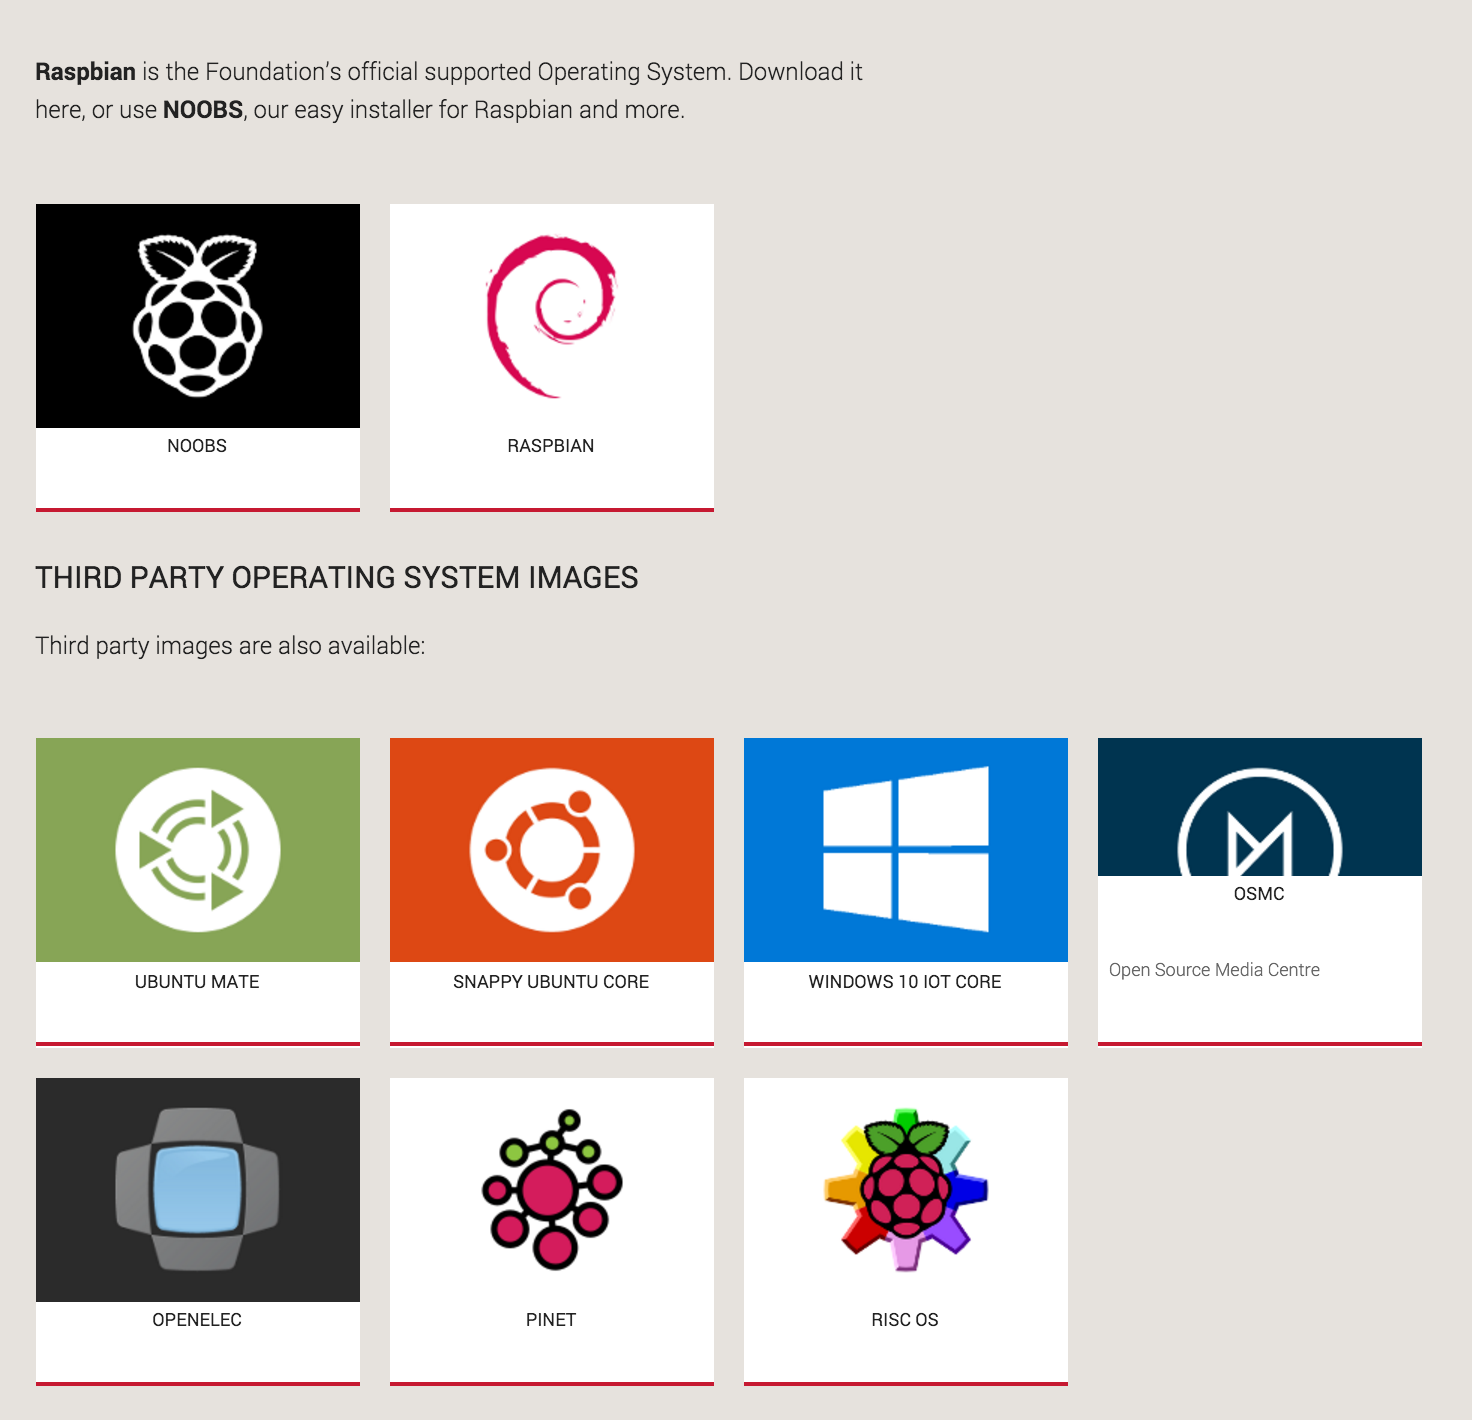 Raspbian is the Foundation’s official supported Operating System. Download it
here, or use NOOBS, our easy installer for Raspbian and more.
NOOBS
RASPBIAN
THIRD PARTY OPERATING SYSTEM IMAGES
Third party images are also available:
UBUNTU MATE
SNAPPY UBUNTU CORE
WINDOWS 10 IOT CORE
OSMC
Open Source Media Centre
OPENELEC
PINET
RISC OS